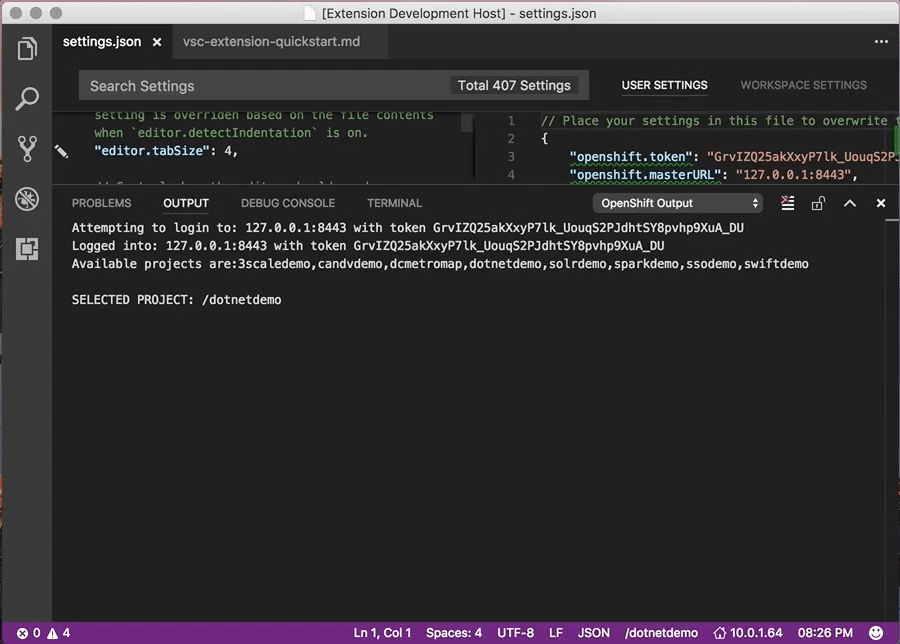 [Extension Development Host] - settings.json
settings.json × vsc-extension-quickstart.md
Search Settings Total 407 Settings USER SETTINGS WORKSPACE SETTINGS
setting is overriden based on the file contents
when `editor.detectIndentation` is on.
"editor.tabSize": 4,
1 // Place your settings in this file to overwrite
2 {
3 "openshift.token": "GrvIZQ25akXxyP7lk_UouqS2PJ
4 "openshift.masterURL": "127.0.0.1:8443",
PROBLEMS OUTPUT DEBUG CONSOLE TERMINAL OpenShift Output
Attempting to login to: 127.0.0.1:8443 with token GrvIZQ25akXxyP7lk_UouqS2PJdhtSY8pvhp9XuA_DU
Logged into: 127.0.0.1:8443 with token GrvIZQ25akXxyP7lk_UouqS2PJdhtSY8pvhp9XuA_DU
Available projects are:3scaledemo,candvdemo,dcmetromap,dotnetdemo,solrdemo,sparkdemo,ssodemo,swiftdemo
SELECTED PROJECT: /dotnetdemo
0 4 Ln 1, Col 1 Spaces: 4 UTF-8 LF JSON /dotnetdemo 10.0.1.64 08:26 PM